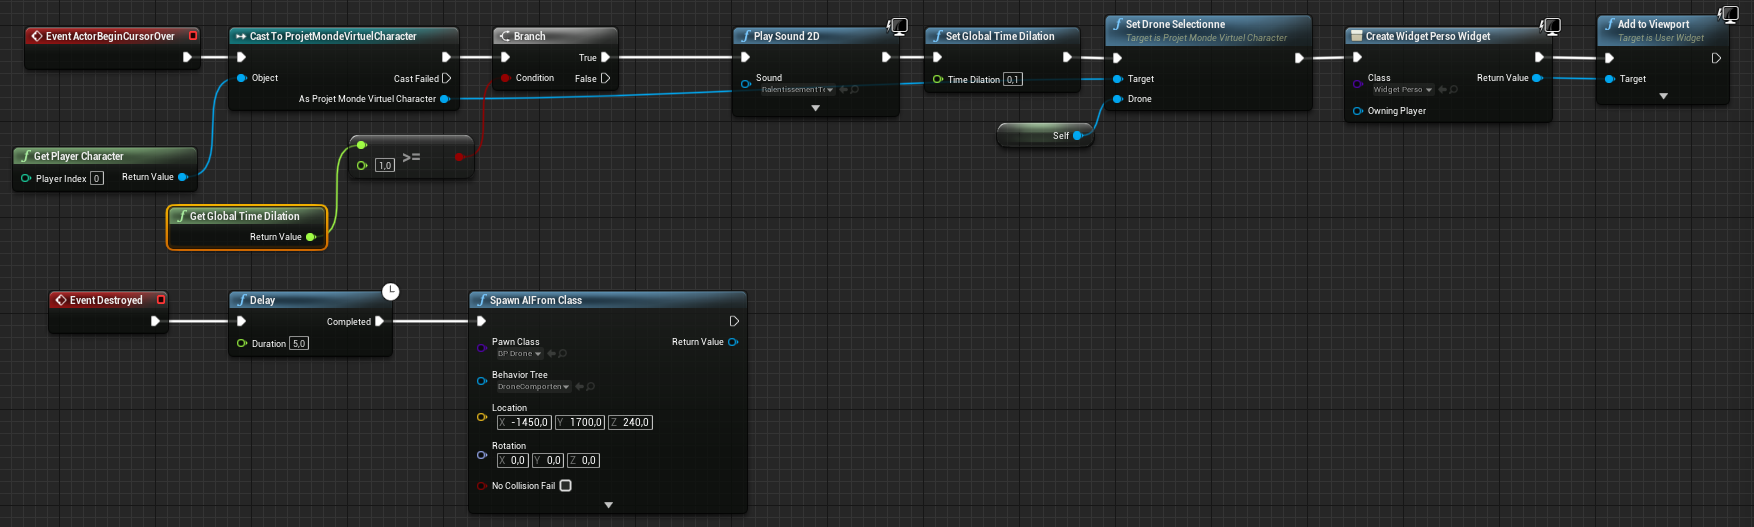 Event ActorBeginCursorOver
Cast To ProjetMondeVirtuelCharacter
Object
Cast Failed
As Projet Monde Virtuel Character
Branch
True
Condition
False
Play Sound 2D
Sound
Set Global Time Dilation
Time Dilation 0,1
Set Drone Selectionne
Target is Projet Monde Virtuel Character
Target
Drone
Self
Create Widget Perso Widget
Class
Return Value
Widget Perso
Owning Player
Add to Viewport
Target is User Widget
Target
1,0 >=
Get Player Character
Player Index 0
Return Value
Get Global Time Dilation
Return Value
Event Destroyed
Delay
Completed
Duration 5,0
Spawn AIFrom Class
Pawn Class
Return Value
BP Drone
Behavior Tree
DroneComporten
Location
X -1450,0 Y 1700,0 Z 240,0
Rotation
X 0,0 Y 0,0 Z 0,0
No Collision Fail